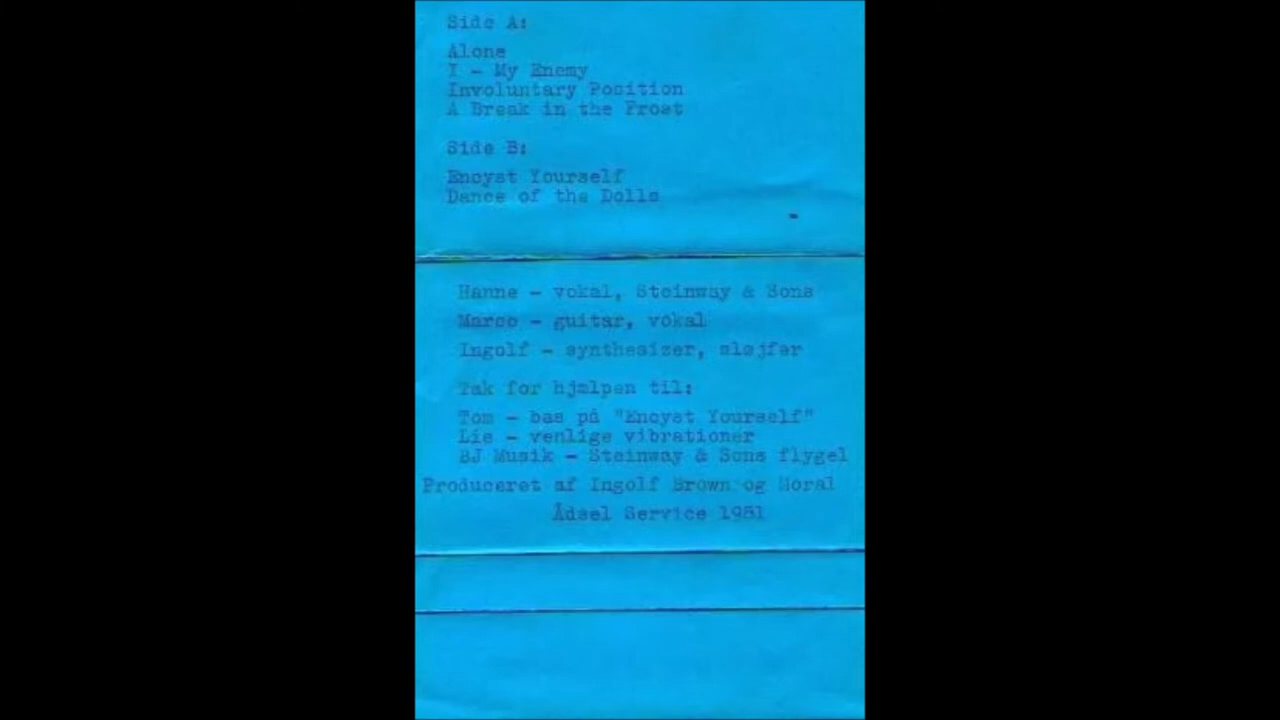 Side A:
Alone
I - My Enemy
Involuntary Position
A Break in the Frost
Side B:
Encyst Yourself
Dance of the Dolls
Hanne - vokal, Steinway & Sons
Marco - guitar, vokal
Ingolf - synthesizer, sløjfer
Tak for hjælpen til:
Tom - bas på "Encyst Yourself"
Lis - venlige vibrationer
BJ Musik - Steinway & Sons flygel
Produceret af Ingolf Brown og Moral
Ådsel Service 1981